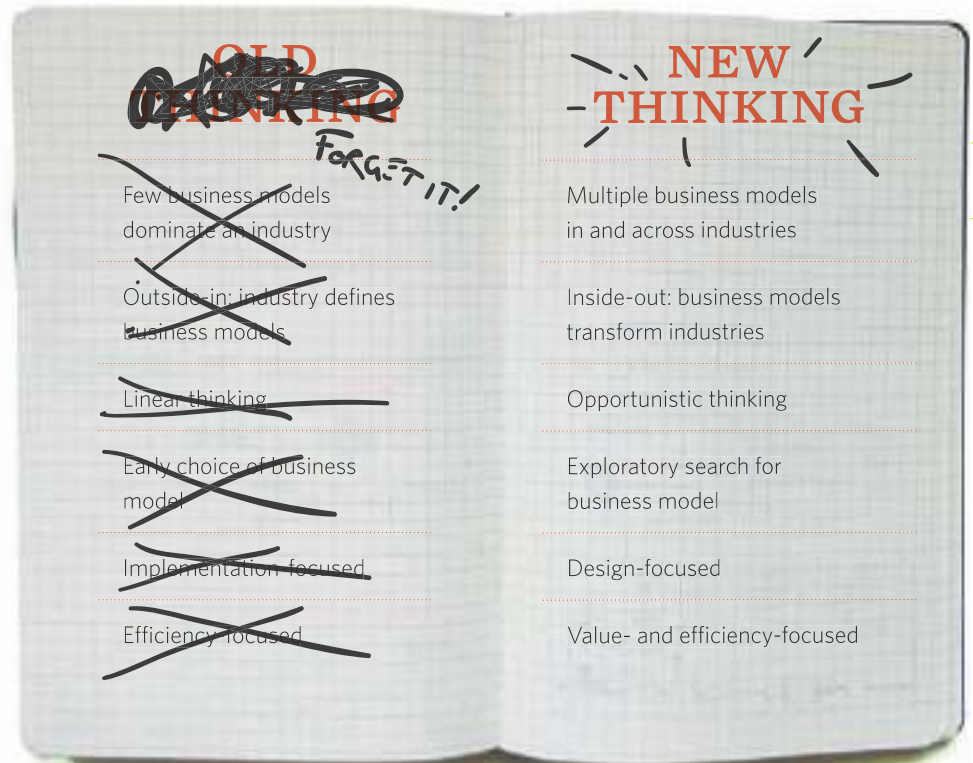 OLD
THINKING
FORGET IT!
Few business models
dominate an industry
Outside-in: industry defines
business models
Linear thinking
Early choice of business
model
Implementation-focused
Efficiency-focused
NEW
THINKING
Multiple business models
in and across industries
Inside-out: business models
transform industries
Opportunistic thinking
Exploratory search for
business model
Design-focused
Value- and efficiency-focused